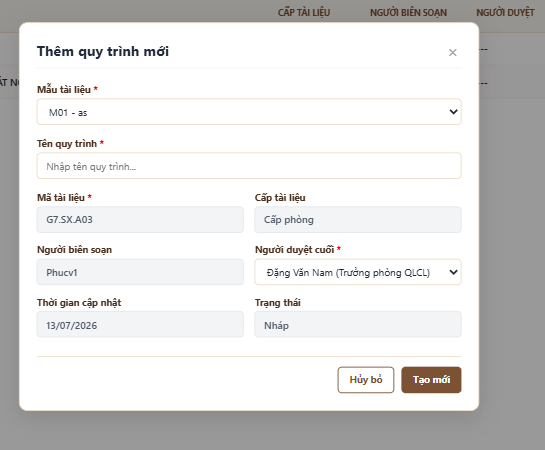 CẤP TÀI LIỆU NGƯỜI BIÊN SOẠN NGƯỜI DUYỆT
Thêm quy trình mới ×
Mẫu tài liệu *
M01 - as
Tên quy trình *
Nhập tên quy trình...
Mã tài liệu * Cấp tài liệu
G7.SX.A03 Cấp phòng
Người biên soạn Người duyệt cuối *
Phucv1 Đặng Văn Nam (Trưởng phòng QLCL)
Thời gian cập nhật Trạng thái
13/07/2026 Nháp
Hủy bỏ Tạo mới